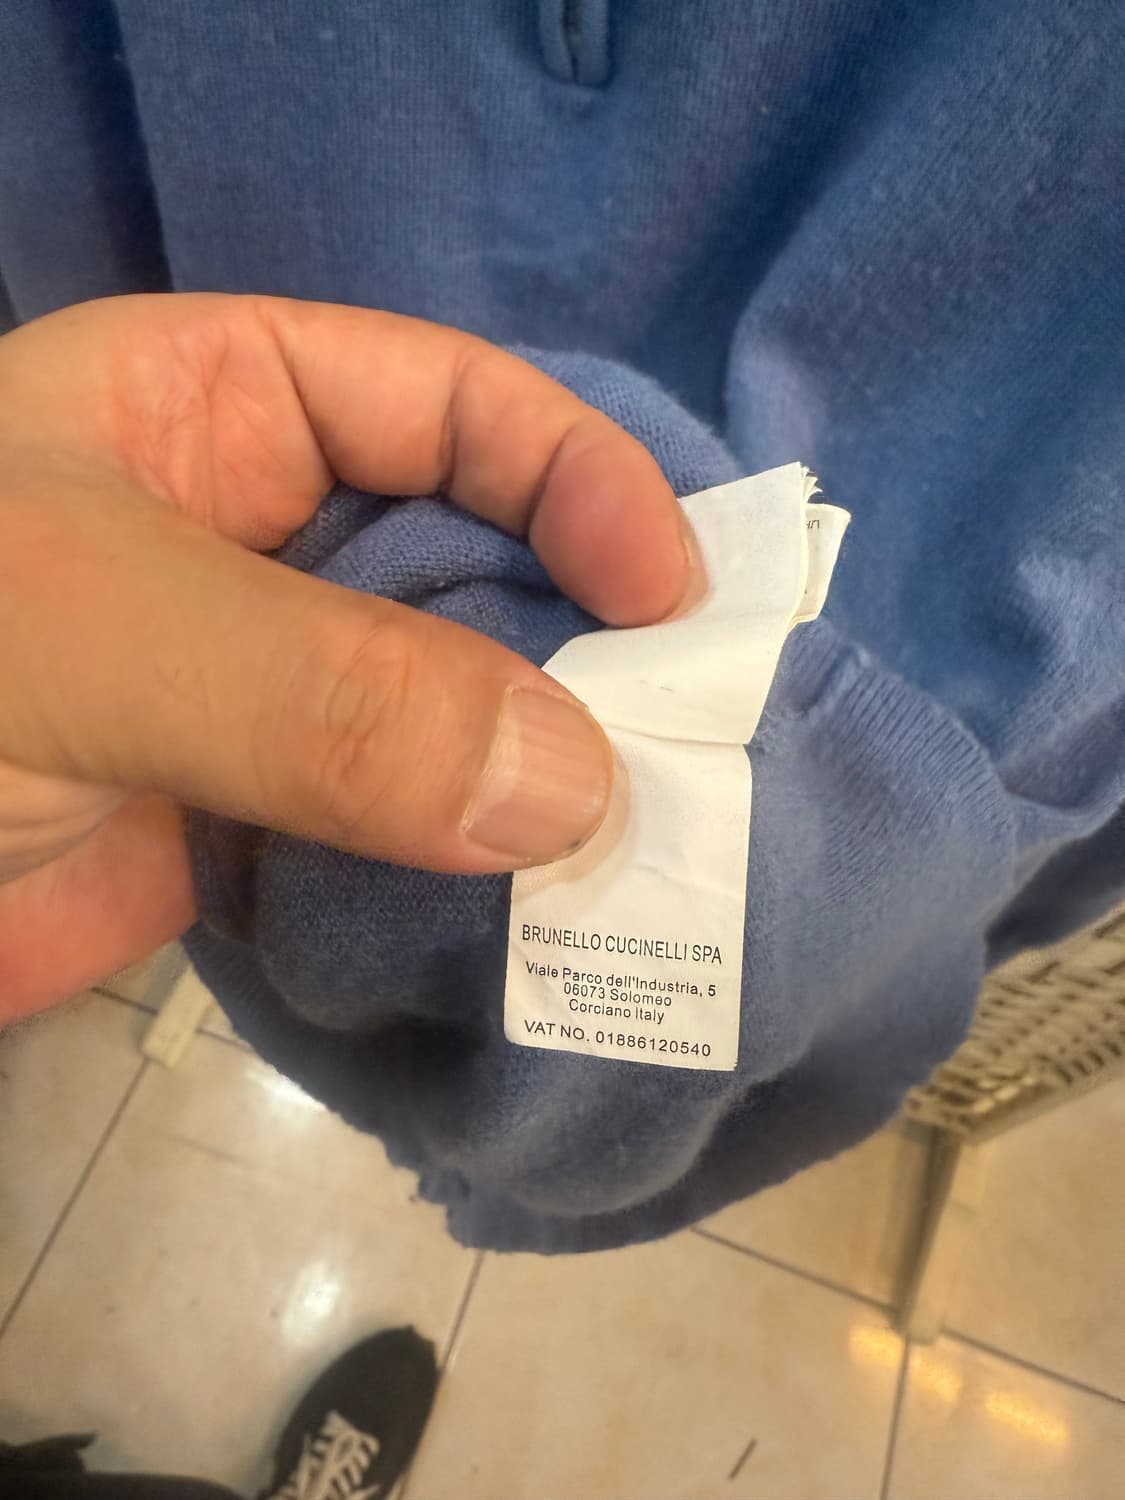 BRUNELLO CUCINELLI SPA
Viale Parco dell'Industria, 5
06073 Solomeo
Corciano Italy
VAT NO. 01886120540